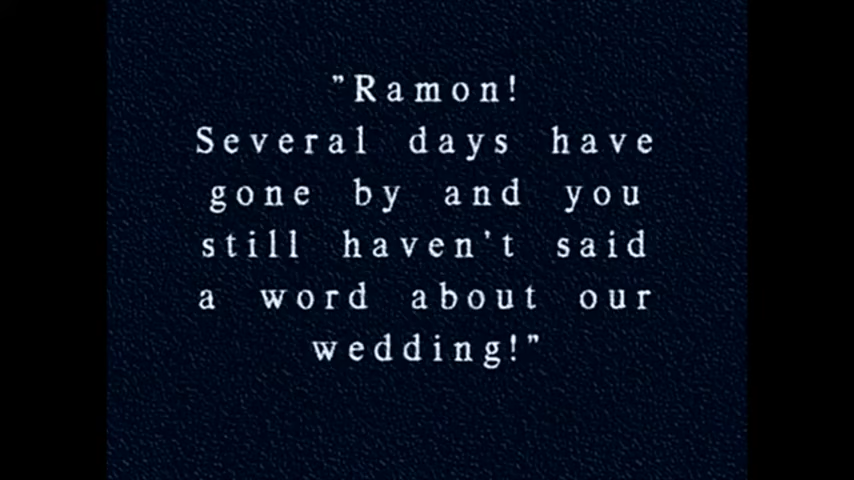 "Ramon!
Several days have
gone by and you
still haven't said
a word about our
wedding!"